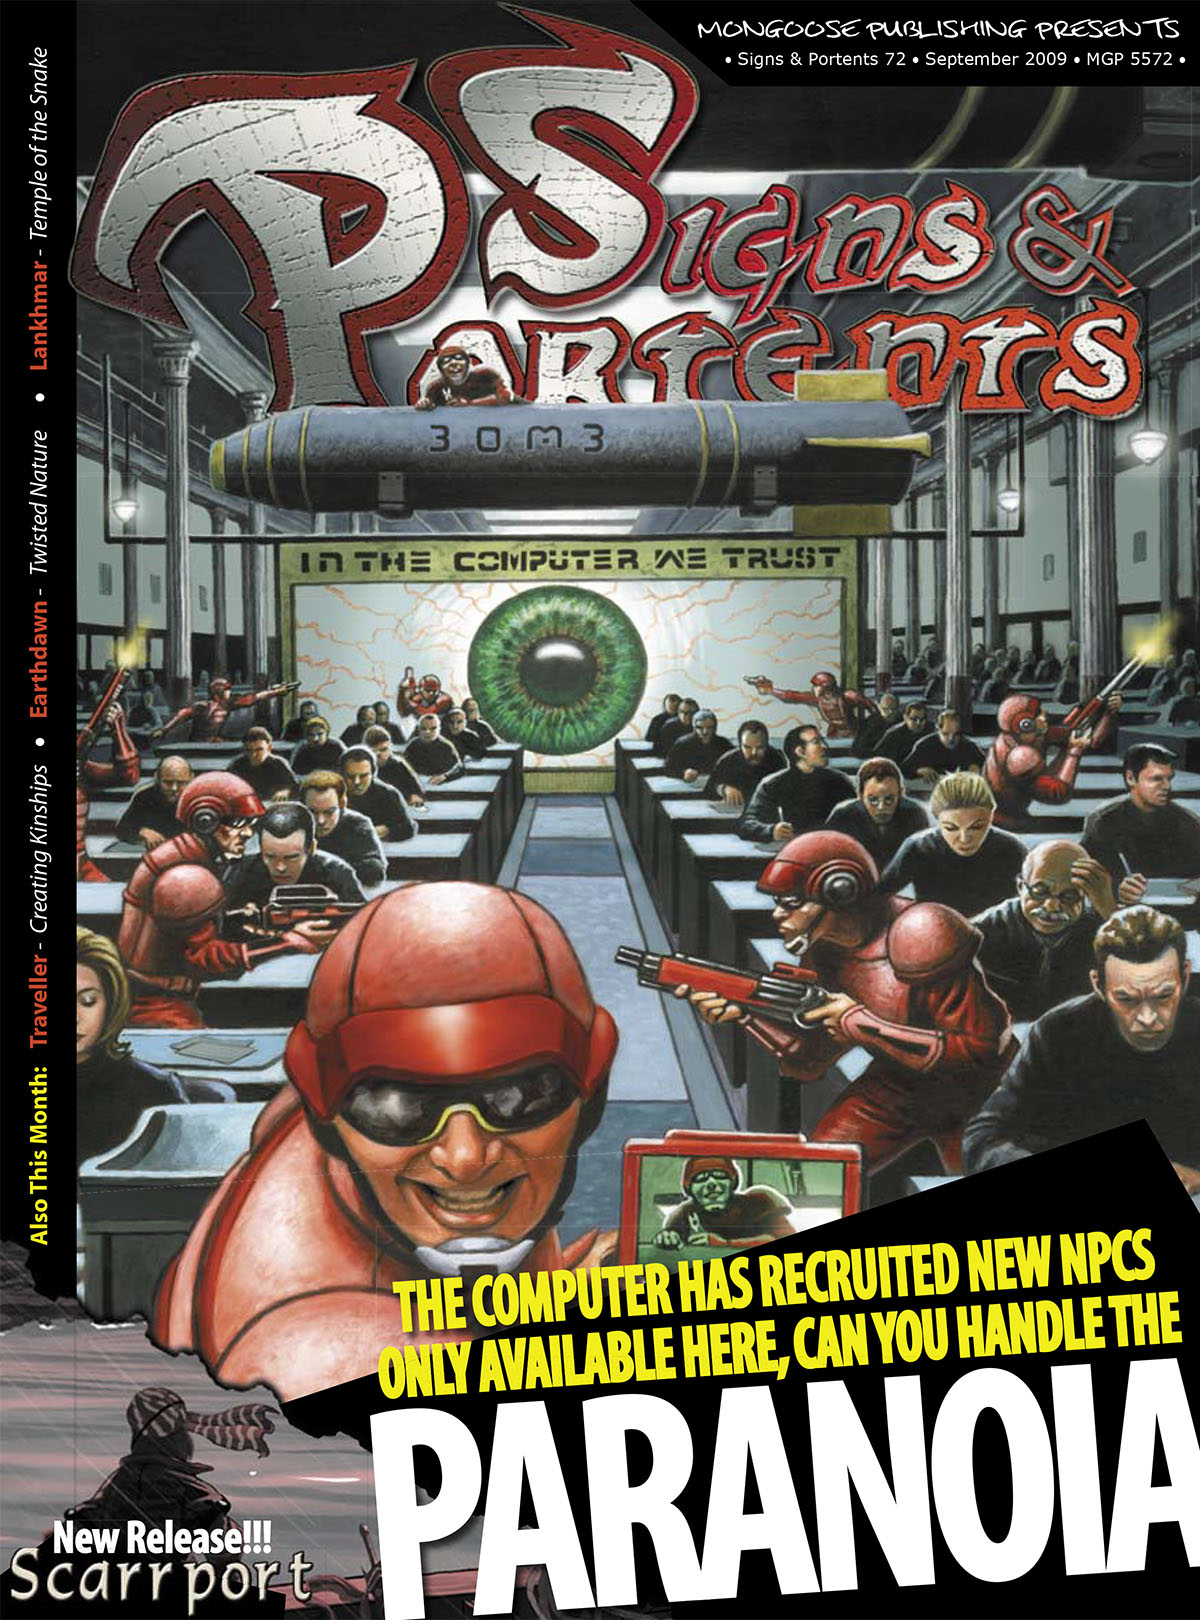 MONGOOSE PUBLISHING PRESENTS
• Signs & Portents 72 • September 2009 • MGP 5572 •
Signs &
Portents
PS
Also This Month: Traveller - Creating Kinships • Earthdawn - Twisted Nature • Lankhmar - Temple of the Snake
3OM3
IN THE COMPUTER WE TRUST
THE COMPUTER HAS RECRUITED NEW NPCS
ONLY AVAILABLE HERE, CAN YOU HANDLE THE
PARANOIA
New Release!!!
Scarrport